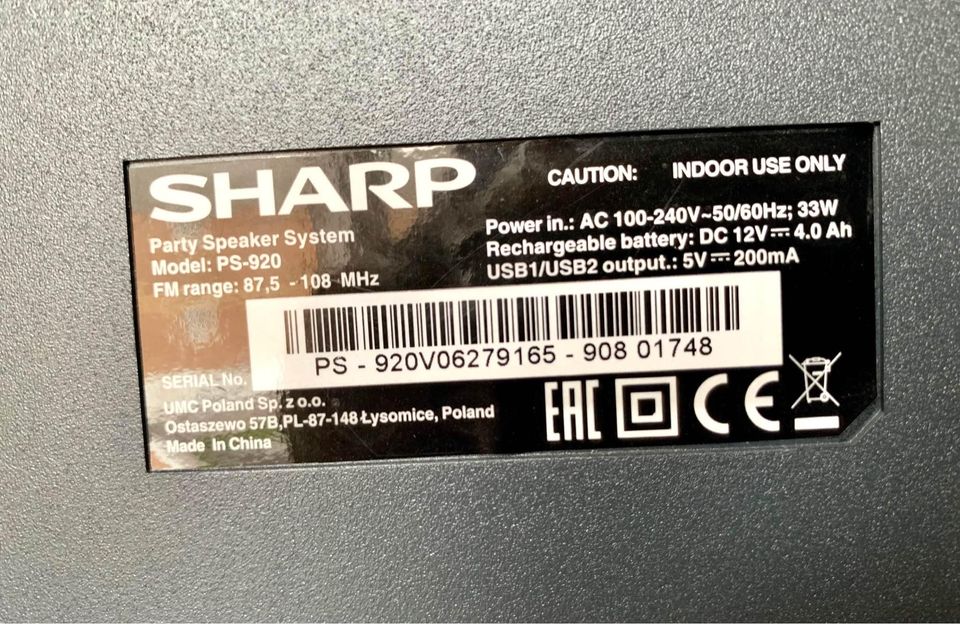 SHARP
Party Speaker System
Model: PS-920
FM range: 87,5 - 108 MHz
CAUTION: INDOOR USE ONLY
Power in.: AC 100-240V~50/60Hz; 33W
Rechargeable battery: DC 12V⎓ 4.0 Ah
USB1/USB2 output.: 5V⎓ 200mA
PS - 920V06279165 - 908 01748
SERIAL No.
UMC Poland Sp. z o.o.
Ostaszewo 57B,PL-87-148 Łysomice, Poland
Made In China
EAC CE